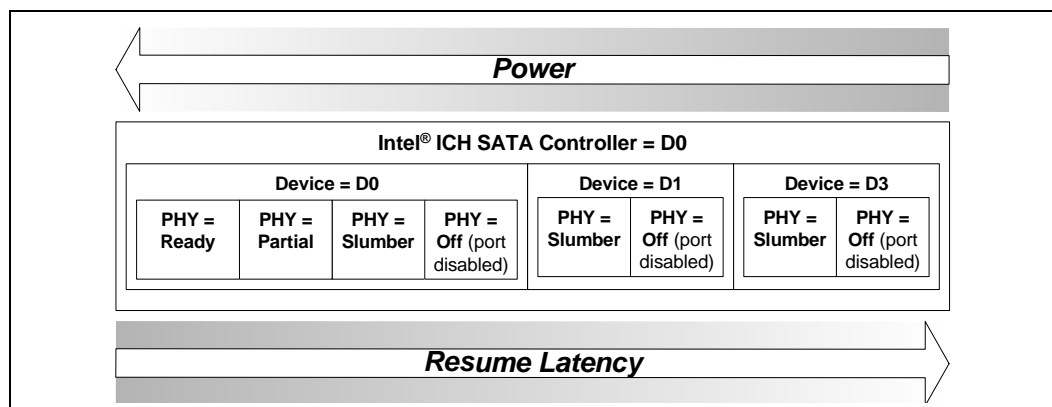 Power
Intel® ICH SATA Controller = D0
Device = D0
Device = D1
Device = D3
PHY =
Ready
PHY =
Partial
PHY =
Slumber
PHY =
Off (port
disabled)
PHY =
Slumber
PHY =
Off (port
disabled)
PHY =
Slumber
PHY =
Off (port
disabled)
Resume Latency